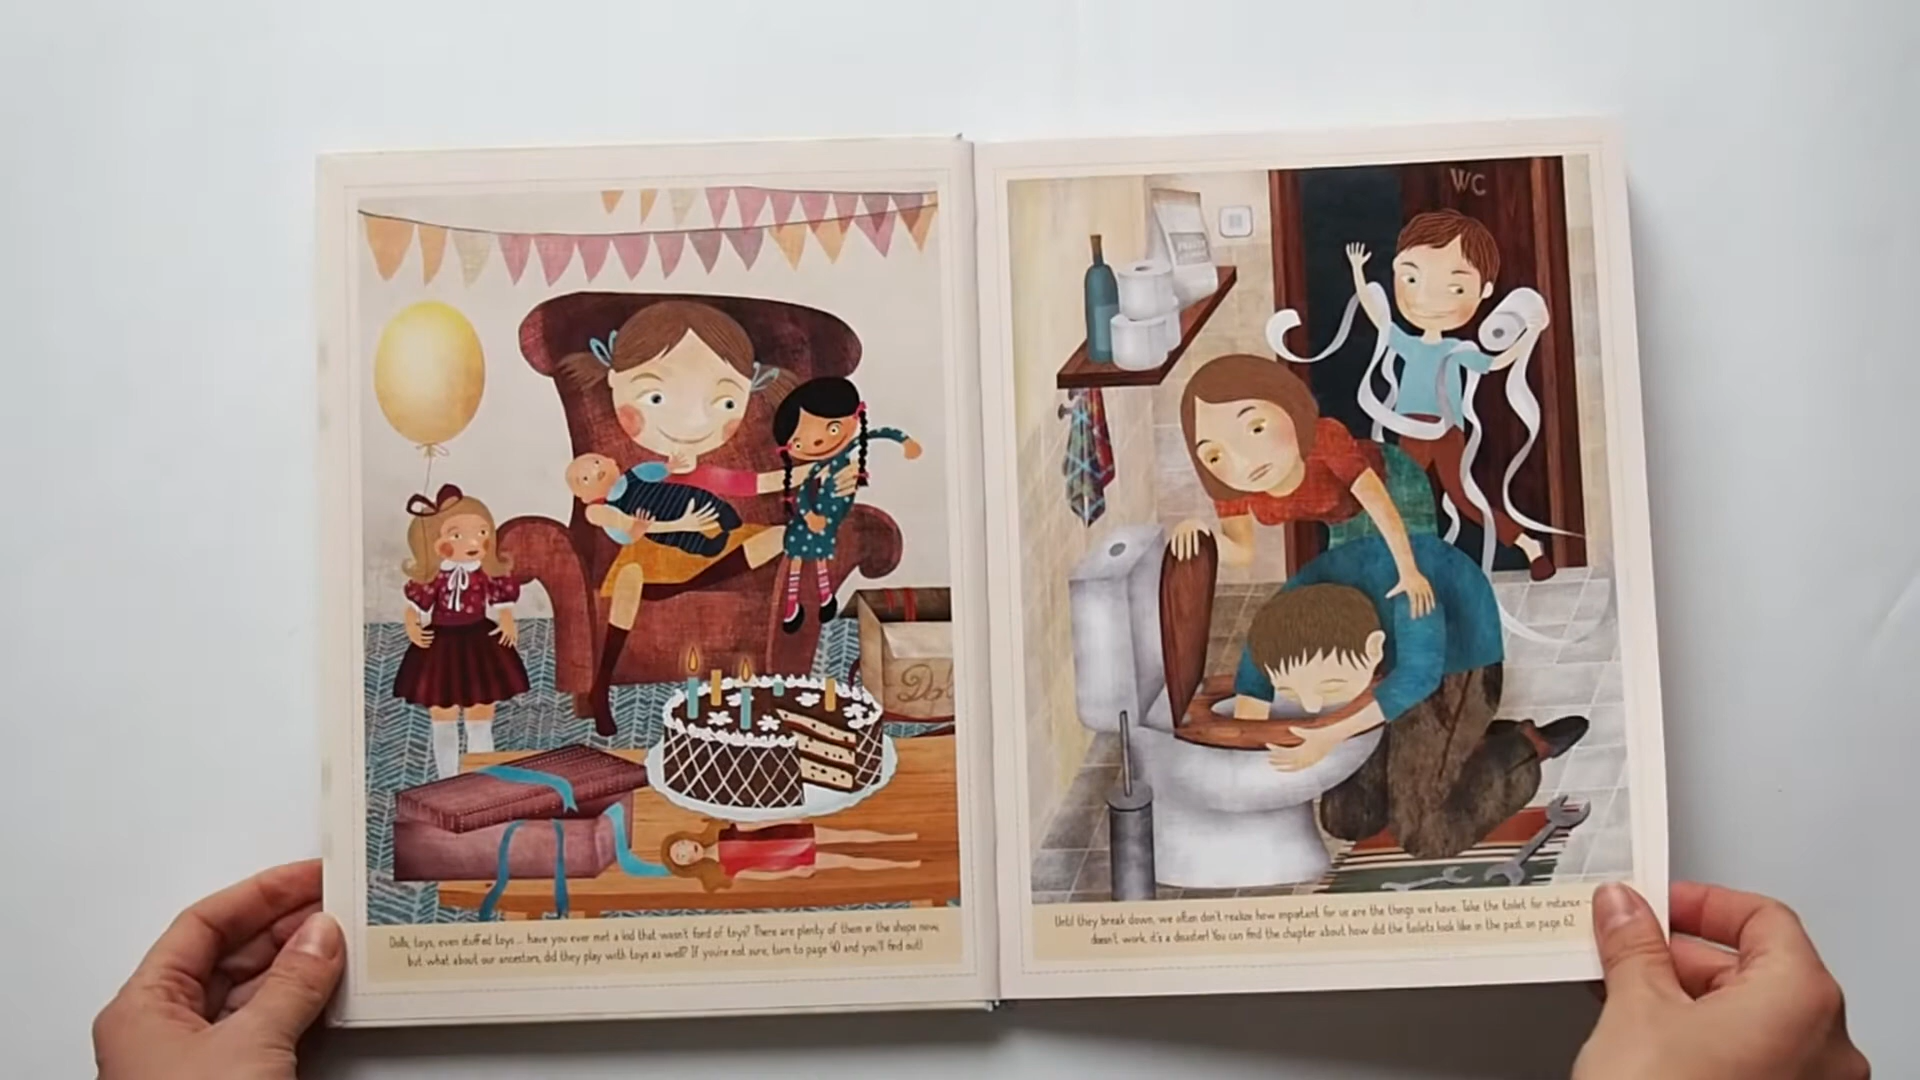 Dolls, toys, even stuffed toys... have you ever met a kid that wasn't fond of toys? There are plenty of them in the shops now,
but what about our ancestors, did they play with toys as well? If you're not sure, turn to page 40 and you'll find out!
WC
Until they break down, we often don't realize how important for us are the things we have. Take the toilet for instance –
doesn't work, it's a disaster! You can find the chapter about how did the toilets look like in the past on page 62.